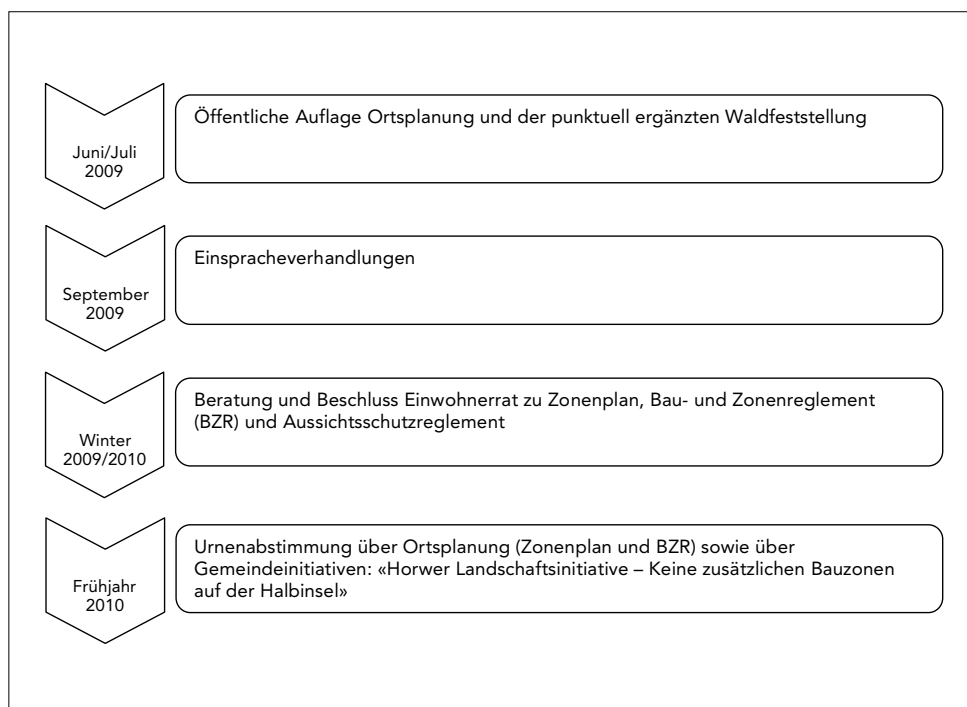 Juni/Juli
2009
Öffentliche Auflage Ortsplanung und der punktuell ergänzten Waldfeststellung
September
2009
Einspracheverhandlungen
Winter
2009/2010
Beratung und Beschluss Einwohnerrat zu Zonenplan, Bau- und Zonenreglement
(BZR) und Aussichtsschutzreglement
Frühjahr
2010
Urnenabstimmung über Ortsplanung (Zonenplan und BZR) sowie über
Gemeindeinitiativen: «Horwer Landschaftsinitiative – Keine zusätzlichen Bauzonen
auf der Halbinsel»